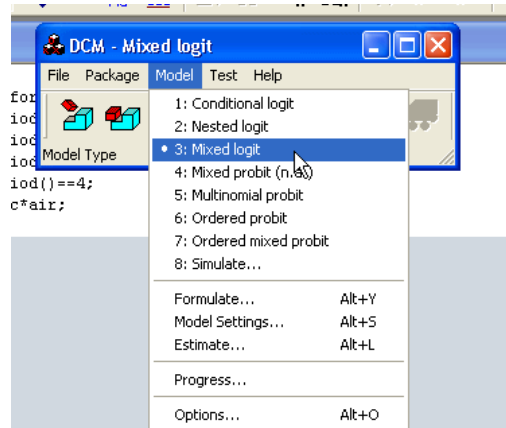 DCM - Mixed logit
File Package Model Test Help
for
iod
iod
iod
iod()==4;
c*air;
Model Type
1: Conditional logit
2: Nested logit
3: Mixed logit
4: Mixed probit (n.a.)
5: Multinomial probit
6: Ordered probit
7: Ordered mixed probit
8: Simulate...
Formulate... Alt+Y
Model Settings... Alt+S
Estimate... Alt+L
Progress...
Options... Alt+O